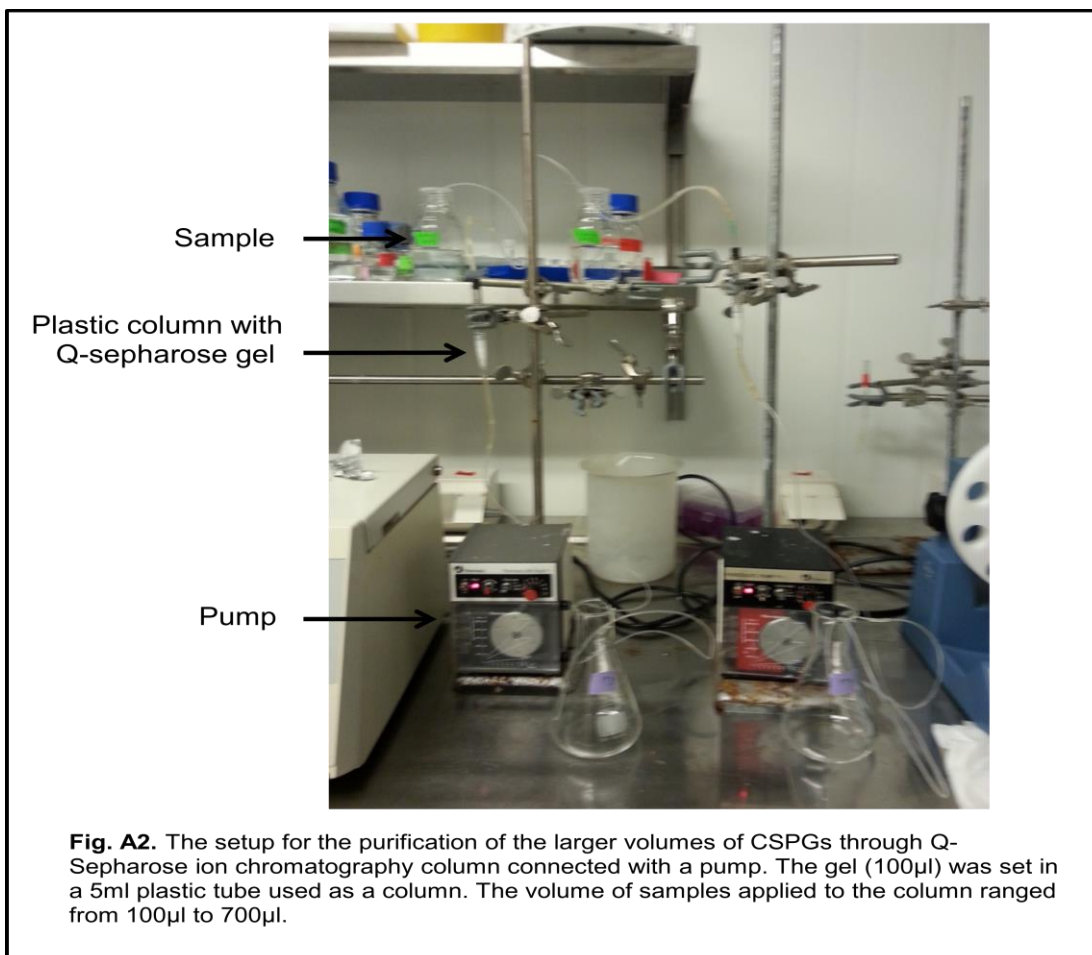 Sample
Plastic column with
Q-sepharose gel
Pump
Fig. A2. The setup for the purification of the larger volumes of CSPGs through Q-
Sepharose ion chromatography column connected with a pump. The gel (100µl) was set in
a 5ml plastic tube used as a column. The volume of samples applied to the column ranged
from 100µl to 700µl.